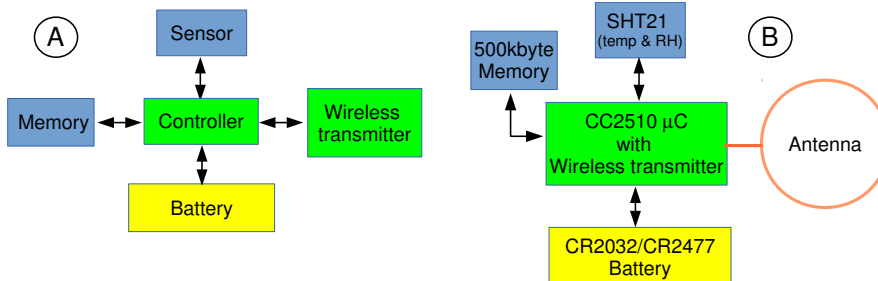 A
Sensor
Memory
Controller
Wireless
transmitter
Battery
B
SHT21
(temp & RH)
500kbyte
Memory
CC2510 µC
with
Wireless transmitter
Antenna
CR2032/CR2477
Battery